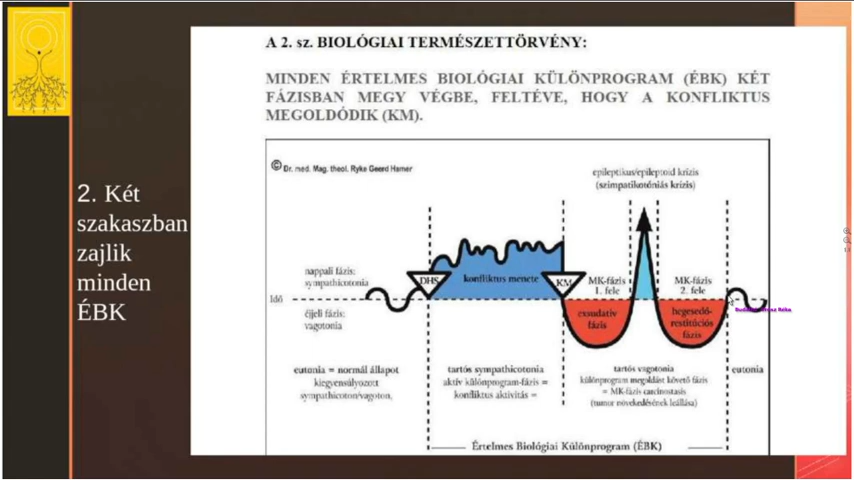 A 2. sz. BIOLÓGIAI TERMÉSZETTÖRVÉNY:
MINDEN ÉRTELMES BIOLÓGIAI KÜLÖNPROGRAM (ÉBK) KÉT
FÁZISBAN MEGY VÉGBE, FELTÉVE, HOGY A KONFLIKTUS
MEGOLDÓDIK (KM).
2. Két
szakaszban
zajlik
minden
ÉBK
© Dr. med. Mag. theol. Ryke Geerd Hamer
epileptikus/epileptoid krízis
(szimpatikotóniás krízis)
nappali fázis:
sympathicotonia
DHS
konfliktus menete
KM
MK-fázis
1. fele
MK-fázis
2. fele
Idő
éjjeli fázis:
vagotonia
exsudatív
fázis
hegesedő-
restitúciós
fázis
eutonia = normál állapot
kiegyensúlyozott
sympathicoton/vagoton,
tartós sympathicotonia
aktív különprogram-fázis =
konfliktus aktivitás =
tartós vagotonia
különprogram megoldást követő fázis
= MK-fázis carcinostasis
(tumor növekedésének leállása)
eutonia
Értelmes Biológiai Különprogram (ÉBK)